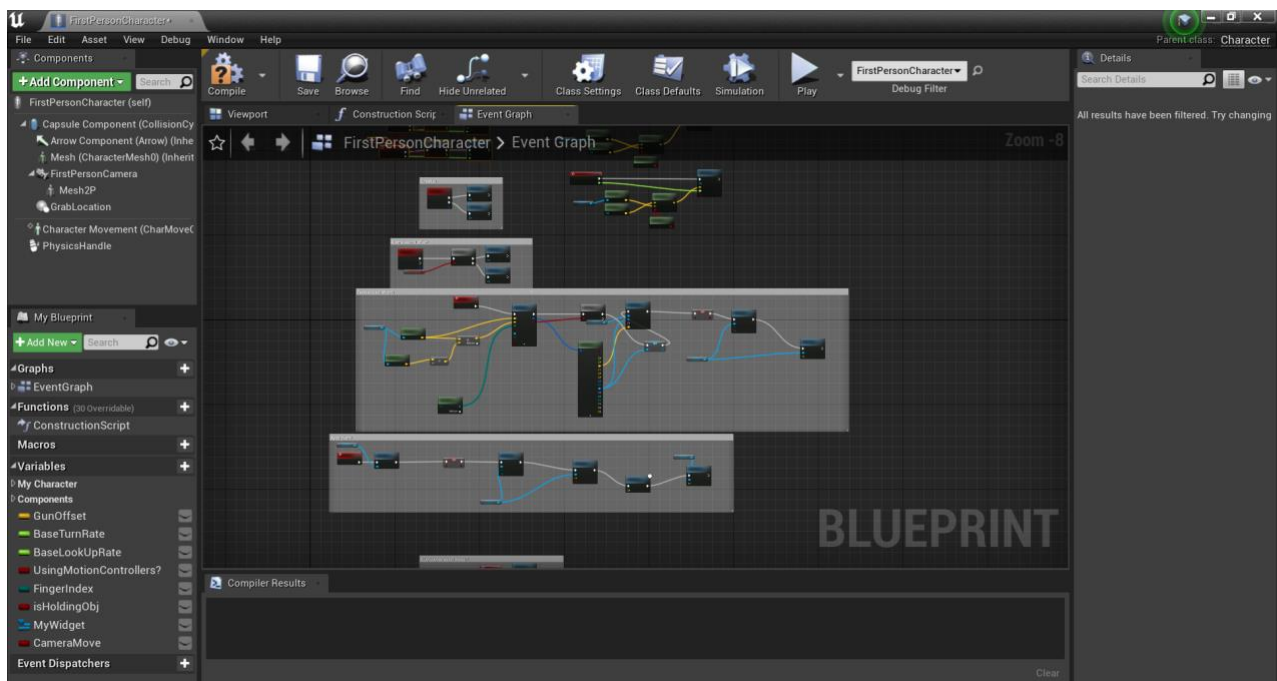 FirstPersonCharacter*
File Edit Asset View Debug Window Help
Parent class: Character
Components
+Add Component
Search
FirstPersonCharacter (self)
Capsule Component (CollisionCy
Arrow Component (Arrow) (Inhe
Mesh (CharacterMesh0) (Inherit
FirstPersonCamera
Mesh2P
GrabLocation
Character Movement (CharMoveC
PhysicsHandle
My Blueprint
+Add New
Search
Graphs
EventGraph
Functions (30 Overridable)
ConstructionScript
Macros
Variables
My Character
Components
GunOffset
BaseTurnRate
BaseLookUpRate
UsingMotionControllers?
FingerIndex
isHoldingObj
MyWidget
CameraMove
Event Dispatchers
Compile
Save
Browse
Find
Hide Unrelated
Class Settings
Class Defaults
Simulation
Play
FirstPersonCharacter
Debug Filter
Viewport
Construction Scrip
Event Graph
FirstPersonCharacter > Event Graph
Zoom -8
BLUEPRINT
Compiler Results
Clear
Details
Search Details
All results have been filtered. Try changing